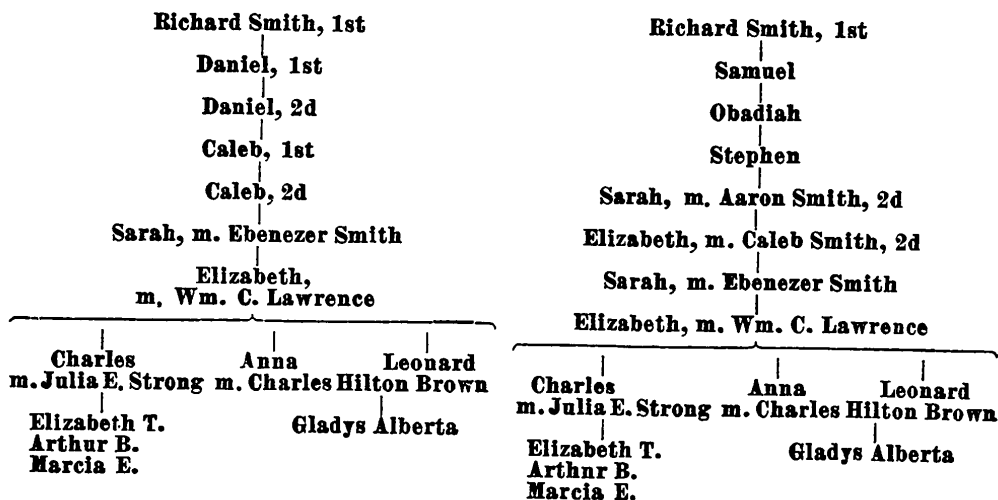 Richard Smith, 1st
Daniel, 1st
Daniel, 2d
Caleb, 1st
Caleb, 2d
Sarah, m. Ebenezer Smith
Elizabeth,
m. Wm. C. Lawrence
Charles Anna Leonard
m. Julia E. Strong m. Charles Hilton Brown
Elizabeth T. Gladys Alberta
Arthur B.
Marcia E.
Richard Smith, 1st
Samuel
Obadiah
Stephen
Sarah, m. Aaron Smith, 2d
Elizabeth, m. Caleb Smith, 2d
Sarah, m. Ebenezer Smith
Elizabeth, m. Wm. C. Lawrence
Charles Anna Leonard
m. Julia E. Strong m. Charles Hilton Brown
Elizabeth T. Gladys Alberta
Arthnr B.
Marcia E.